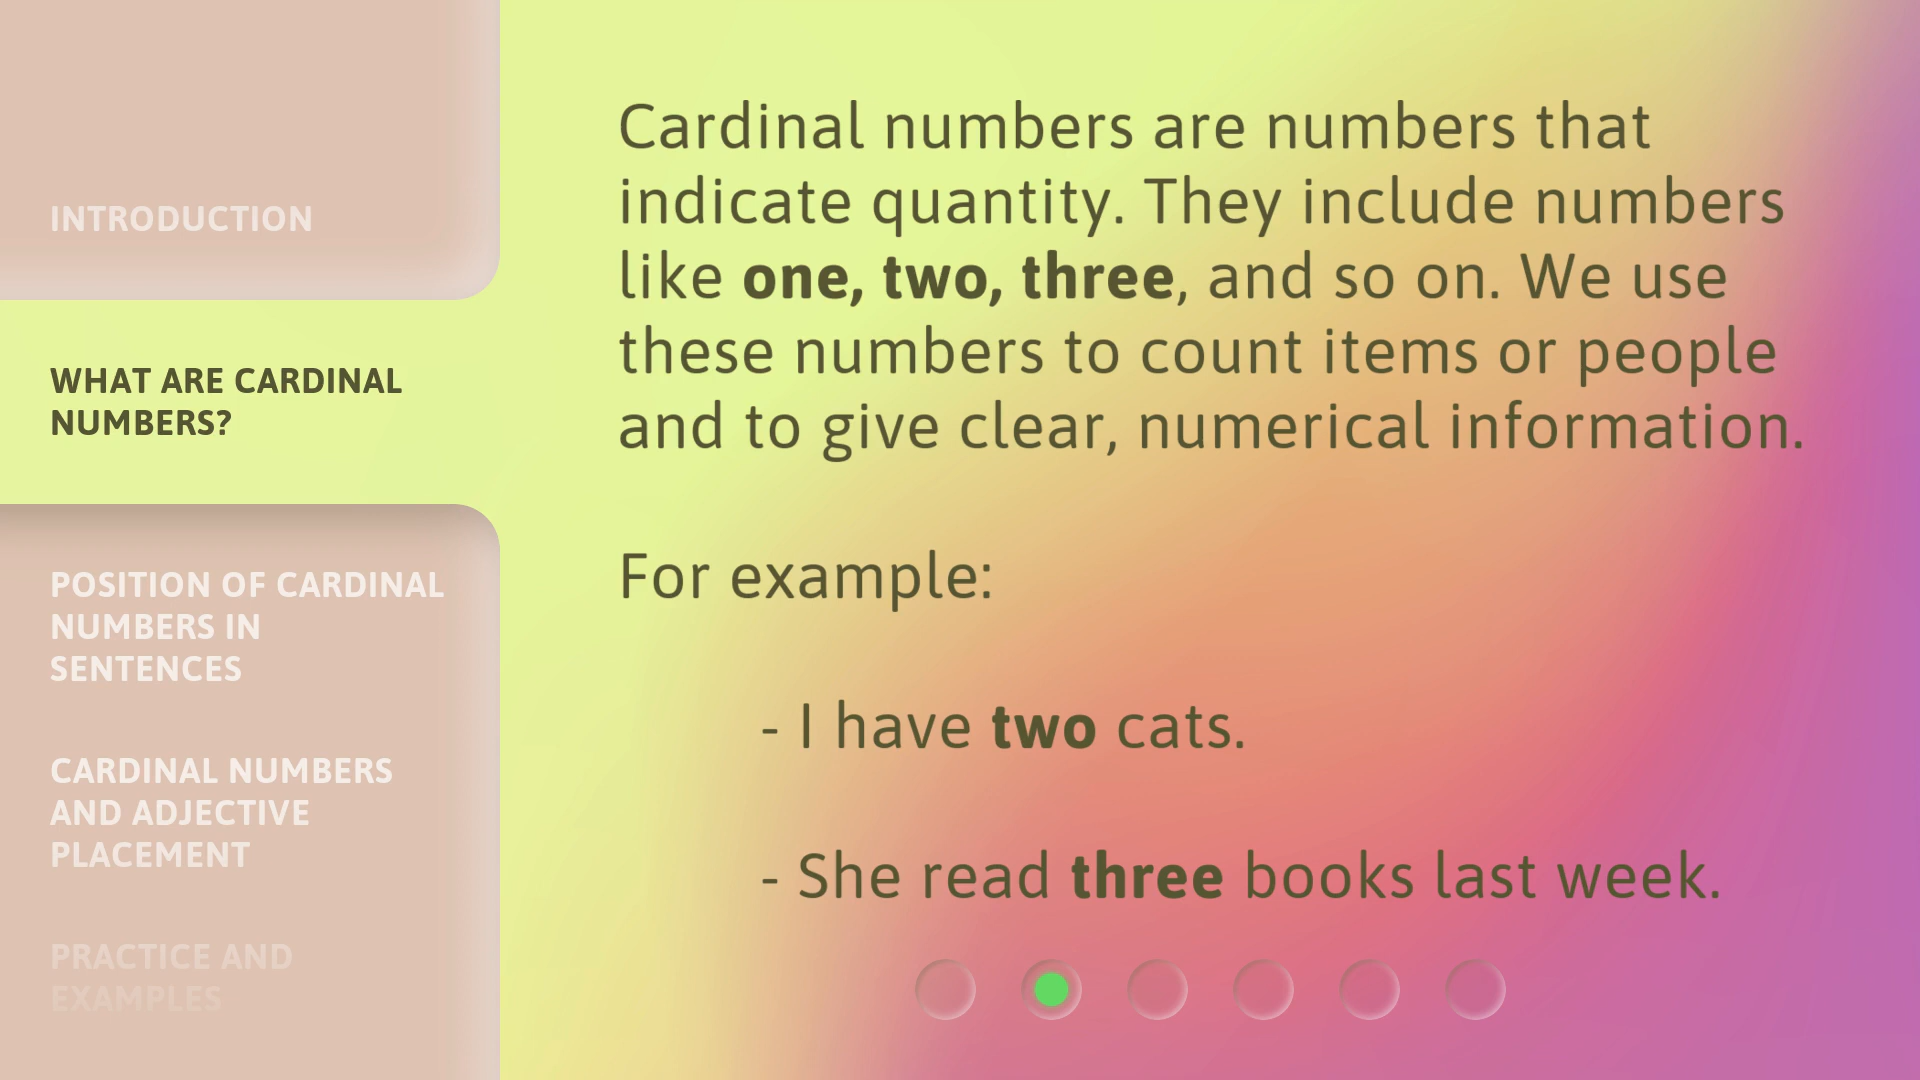 INTRODUCTION
WHAT ARE CARDINAL
NUMBERS?
POSITION OF CARDINAL
NUMBERS IN
SENTENCES
CARDINAL NUMBERS
AND ADJECTIVE
PLACEMENT
PRACTICE AND
EXAMPLES
Cardinal numbers are numbers that
indicate quantity. They include numbers
like one, two, three, and so on. We use
these numbers to count items or people
and to give clear, numerical information.
For example:
- I have two cats.
- She read three books last week.